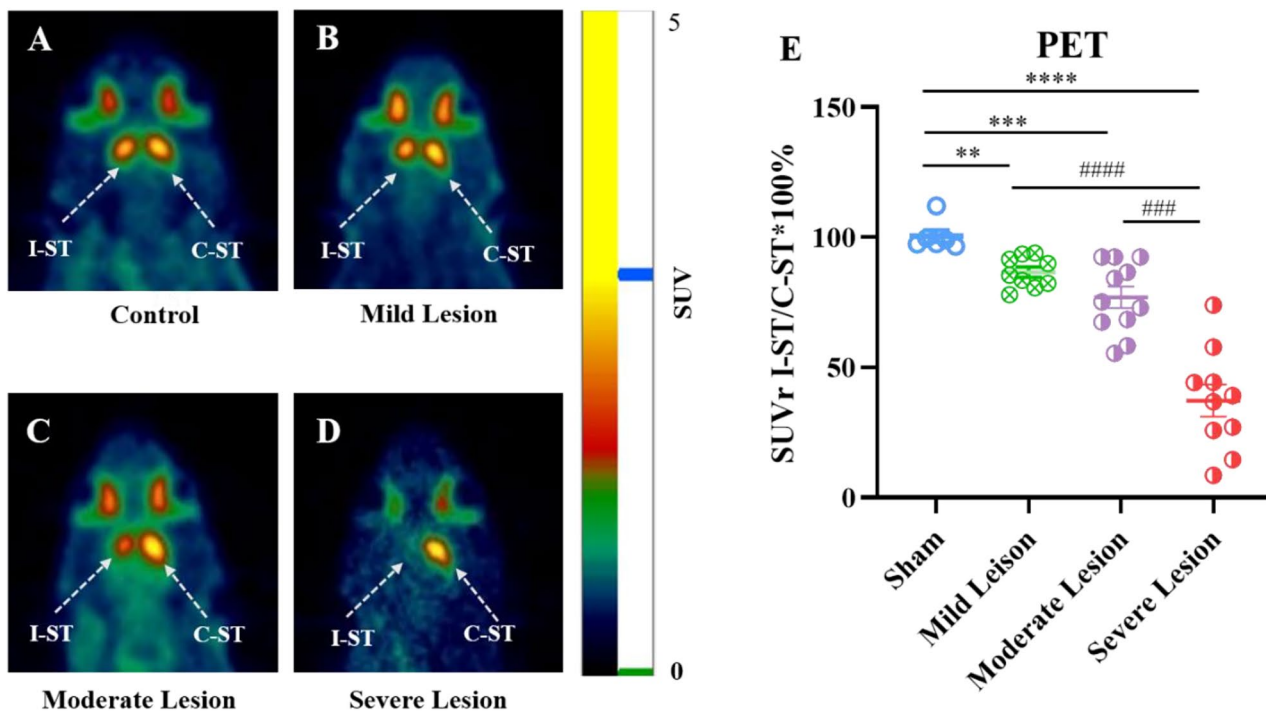 A
I-ST
C-ST
Control
B
I-ST
C-ST
Mild Lesion
C
I-ST
C-ST
Moderate Lesion
D
I-ST
C-ST
Severe Lesion
5
SUV
0
E
PET
****
***
**
####
###
SUVr I-ST/C-ST*100%
150
100
50
0
Sham
Mild Leison
Moderate Lesion
Severe Lesion